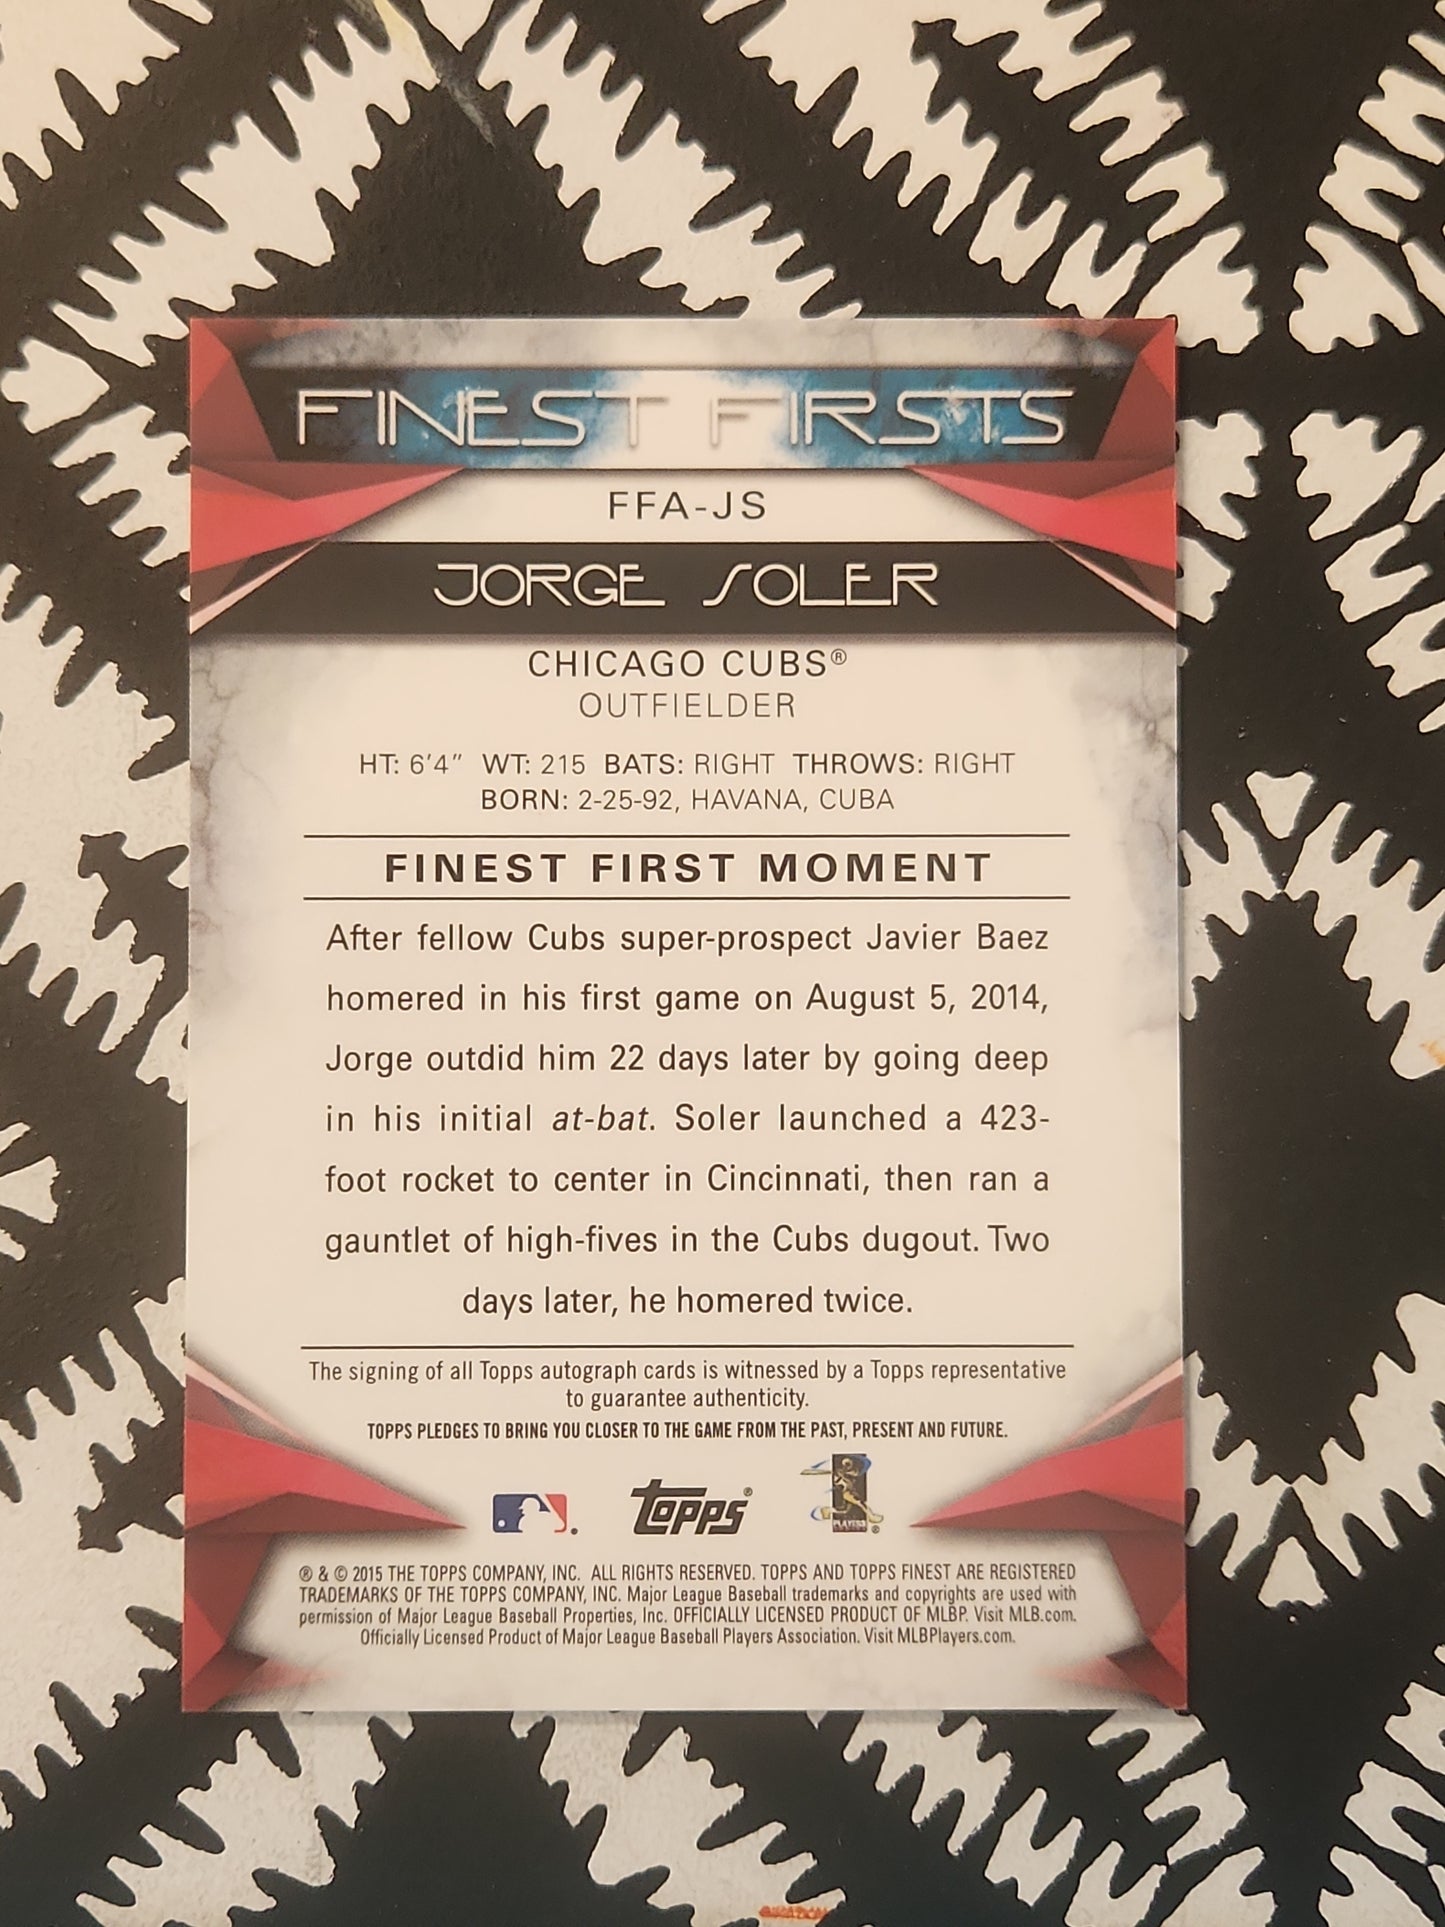 FINEST FIRSTS
FFA-JS
JORGE SOLER
CHICAGO CUBS®
OUTFIELDER
HT: 6'4" WT: 215 BATS: RIGHT THROWS: RIGHT
BORN: 2-25-92, HAVANA, CUBA
FINEST FIRST MOMENT
After fellow Cubs super-prospect Javier Baez
homered in his first game on August 5, 2014,
Jorge outdid him 22 days later by going deep
in his initial at-bat. Soler launched a 423-
foot rocket to center in Cincinnati, then ran a
gauntlet of high-fives in the Cubs dugout. Two
days later, he homered twice.
The signing of all Topps autograph cards is witnessed by a Topps representative
to guarantee authenticity.
TOPPS PLEDGES TO BRING YOU CLOSER TO THE GAME FROM THE PAST, PRESENT AND FUTURE.
Topps®
PLAYERS ®
® & © 2015 THE TOPPS COMPANY, INC. ALL RIGHTS RESERVED. TOPPS AND TOPPS FINEST ARE REGISTERED
TRADEMARKS OF THE TOPPS COMPANY, INC. Major League Baseball trademarks and copyrights are used with
permission of Major League Baseball Properties, Inc. OFFICIALLY LICENSED PRODUCT OF MLBP. Visit MLB.com.
Officially Licensed Product of Major League Baseball Players Association. Visit MLBPlayers.com.